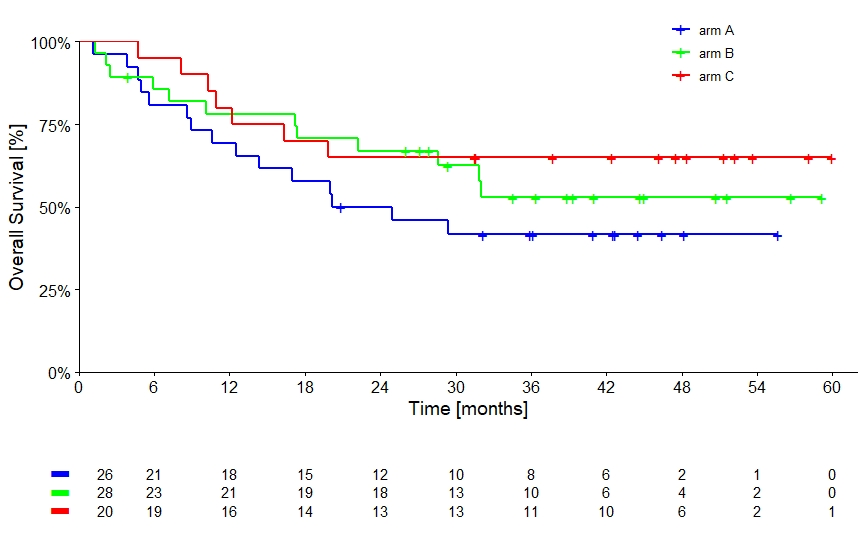 arm A
arm B
arm C
100%
75%
50%
25%
0%
Overall Survival [%]
0 6 12 18 24 30 36 42 48 54 60
Time [months]
26 21 18 15 12 10 8 6 2 1 0
28 23 21 19 18 13 10 6 4 2 0
20 19 16 14 13 13 11 10 6 2 1